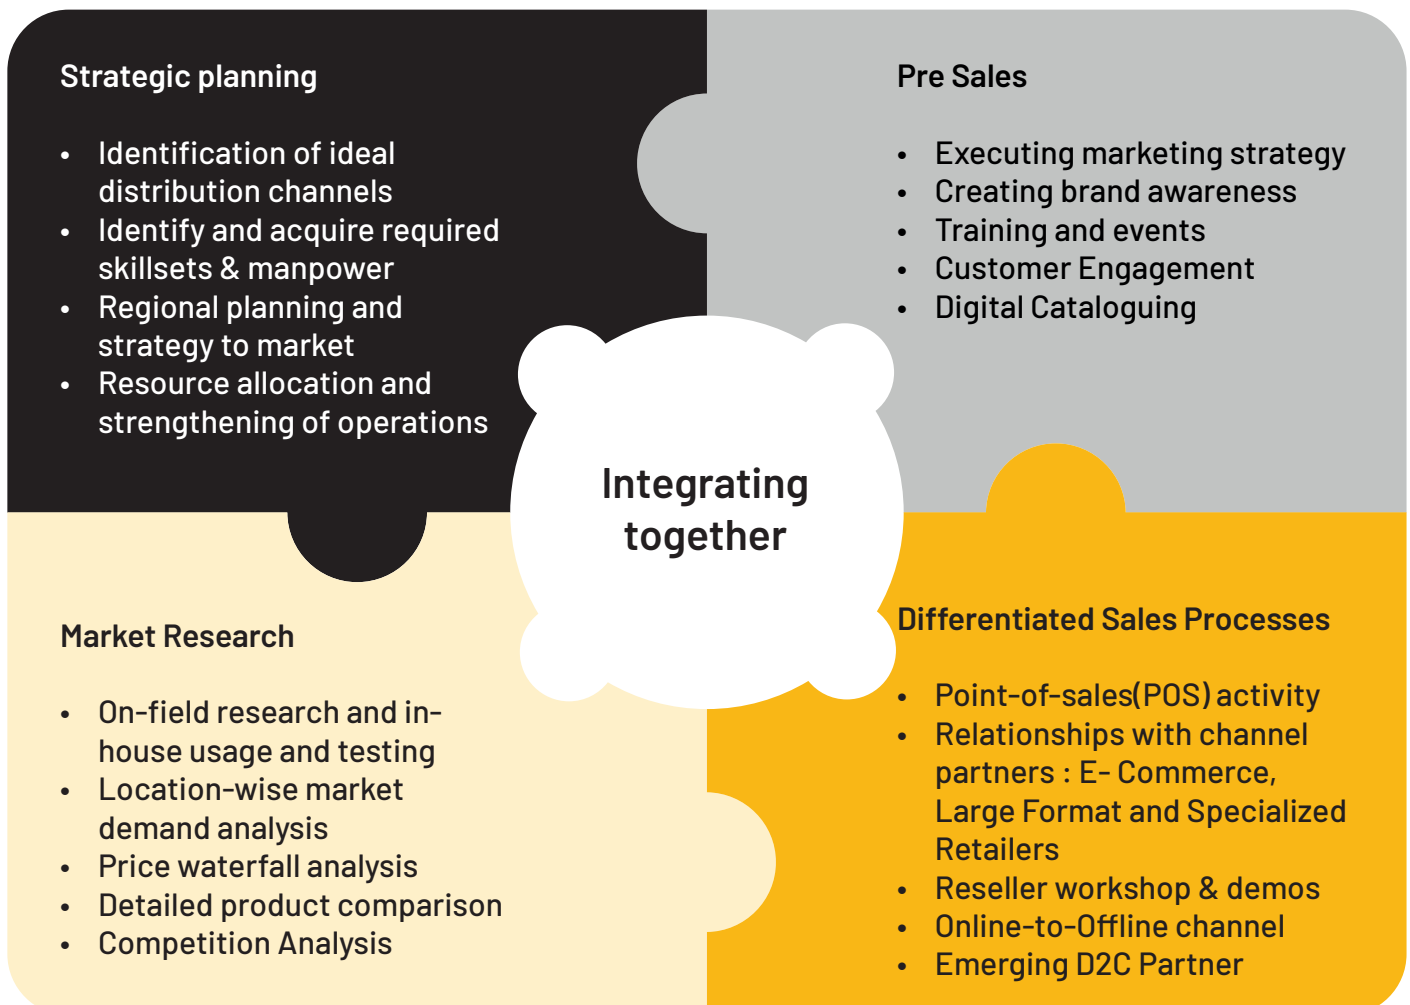 Strategic planning
• Identification of ideal
distribution channels
• Identify and acquire required
skillsets & manpower
• Regional planning and
strategy to market
• Resource allocation and
strengthening of operations
Pre Sales
• Executing marketing strategy
• Creating brand awareness
• Training and events
• Customer Engagement
• Digital Cataloguing
Integrating
together
Market Research
• On-field research and in-
house usage and testing
• Location-wise market
demand analysis
• Price waterfall analysis
• Detailed product comparison
• Competition Analysis
Differentiated Sales Processes
• Point-of-sales(POS) activity
• Relationships with channel
partners : E- Commerce,
Large Format and Specialized
Retailers
• Reseller workshop & demos
• Online-to-Offline channel
• Emerging D2C Partner